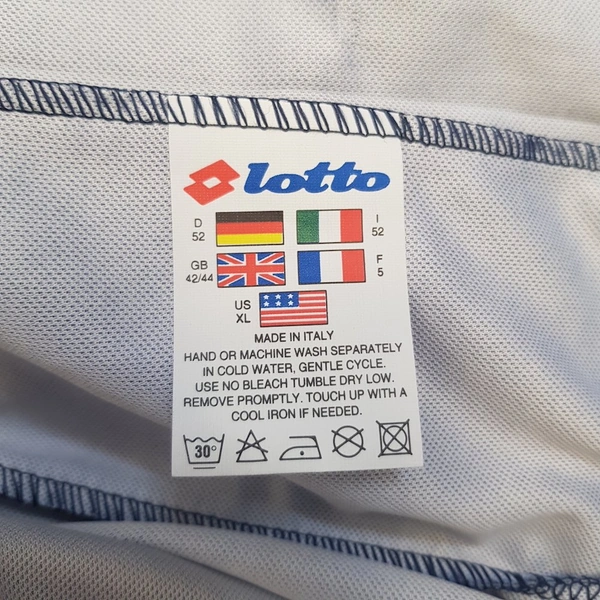 lotto
D 52 I 52
GB 42/44 F 5
US XL
MADE IN ITALY
HAND OR MACHINE WASH SEPARATELY
IN COLD WATER, GENTLE CYCLE.
USE NO BLEACH TUMBLE DRY LOW.
REMOVE PROMPTLY. TOUCH UP WITH A
COOL IRON IF NEEDED.
30°